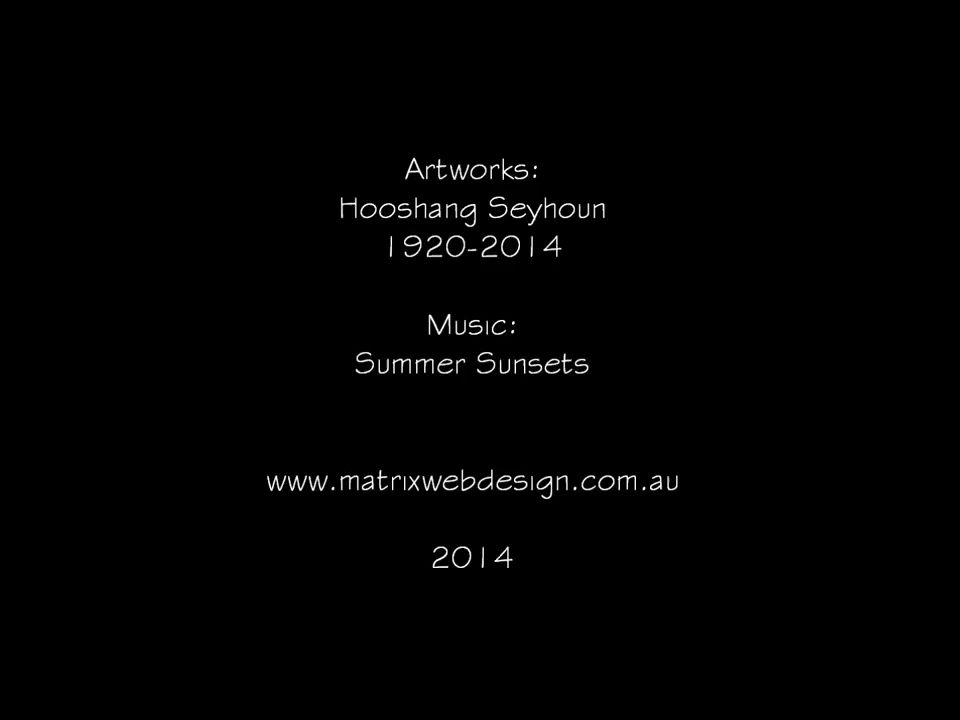 Artworks:
Hooshang Seyhoun
1920-2014
Music:
Summer Sunsets
www.matrixwebdesign.com.au
2014